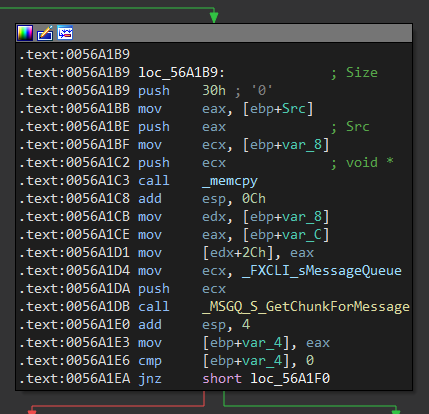 .text:0056A1B9
.text:0056A1B9 loc_56A1B9: ; Size
.text:0056A1B9 push 30h ; '0'
.text:0056A1BB mov eax, [ebp+Src]
.text:0056A1BE push eax ; Src
.text:0056A1BF mov ecx, [ebp+var_8]
.text:0056A1C2 push ecx ; void *
.text:0056A1C3 call _memcpy
.text:0056A1C8 add esp, 0Ch
.text:0056A1CB mov edx, [ebp+var_8]
.text:0056A1CE mov eax, [ebp+var_C]
.text:0056A1D1 mov [edx+2Ch], eax
.text:0056A1D4 mov ecx, _FXCLI_sMessageQueue
.text:0056A1DA push ecx
.text:0056A1DB call _MSGQ_S_GetChunkForMessage
.text:0056A1E0 add esp, 4
.text:0056A1E3 mov [ebp+var_4], eax
.text:0056A1E6 cmp [ebp+var_4], 0
.text:0056A1EA jnz short loc_56A1F0